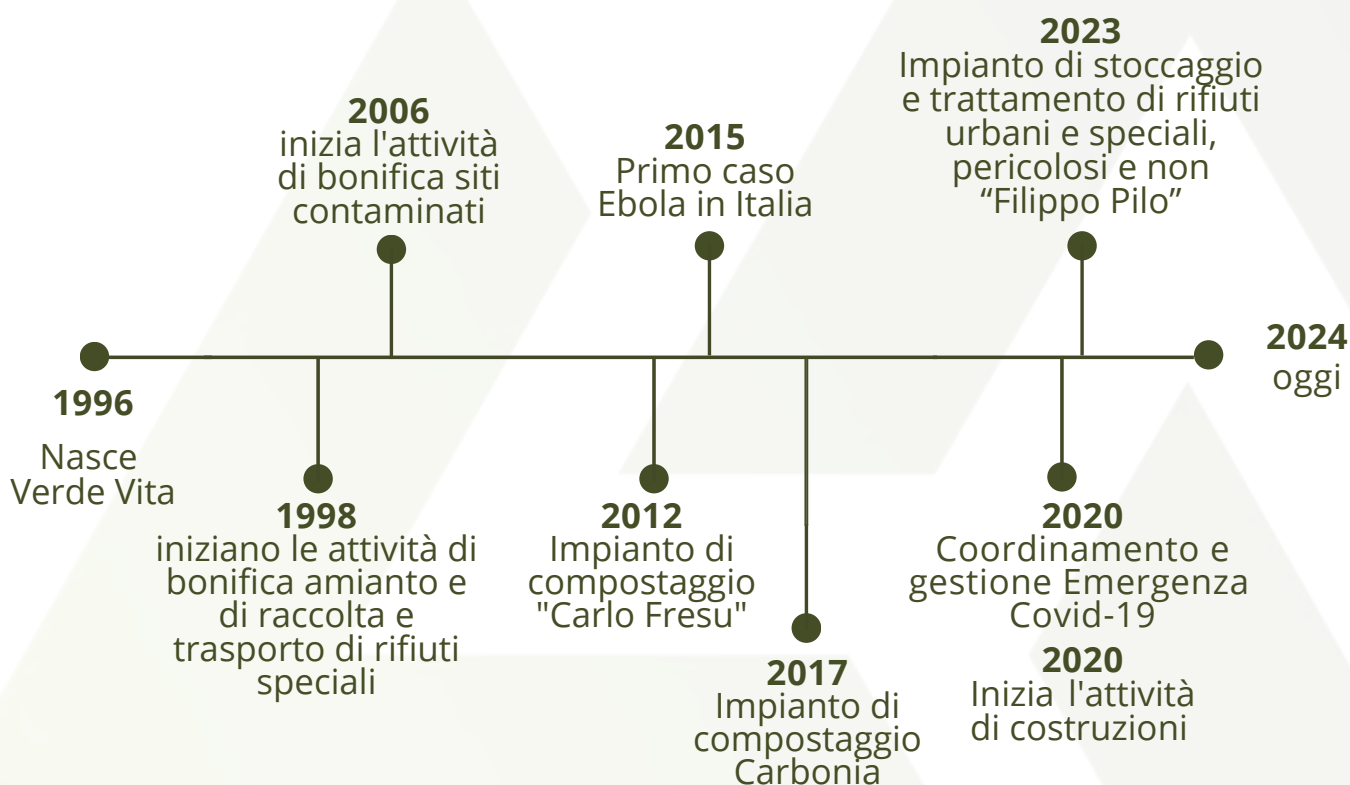 1996
Nasce
Verde Vita
1998
iniziano le attività di
bonifica amianto e
di raccolta e
trasporto di rifiuti
speciali
2006
inizia l'attività
di bonifica siti
contaminati
2012
Impianto di
compostaggio
"Carlo Fresu"
2015
Primo caso
Ebola in Italia
2017
Impianto di
compostaggio
Carbonia
2020
Coordinamento e
gestione Emergenza
Covid-19
2020
Inizia l'attività
di costruzioni
2023
Impianto di stoccaggio
e trattamento di rifiuti
urbani e speciali,
pericolosi e non
“Filippo Pilo”
2024
oggi